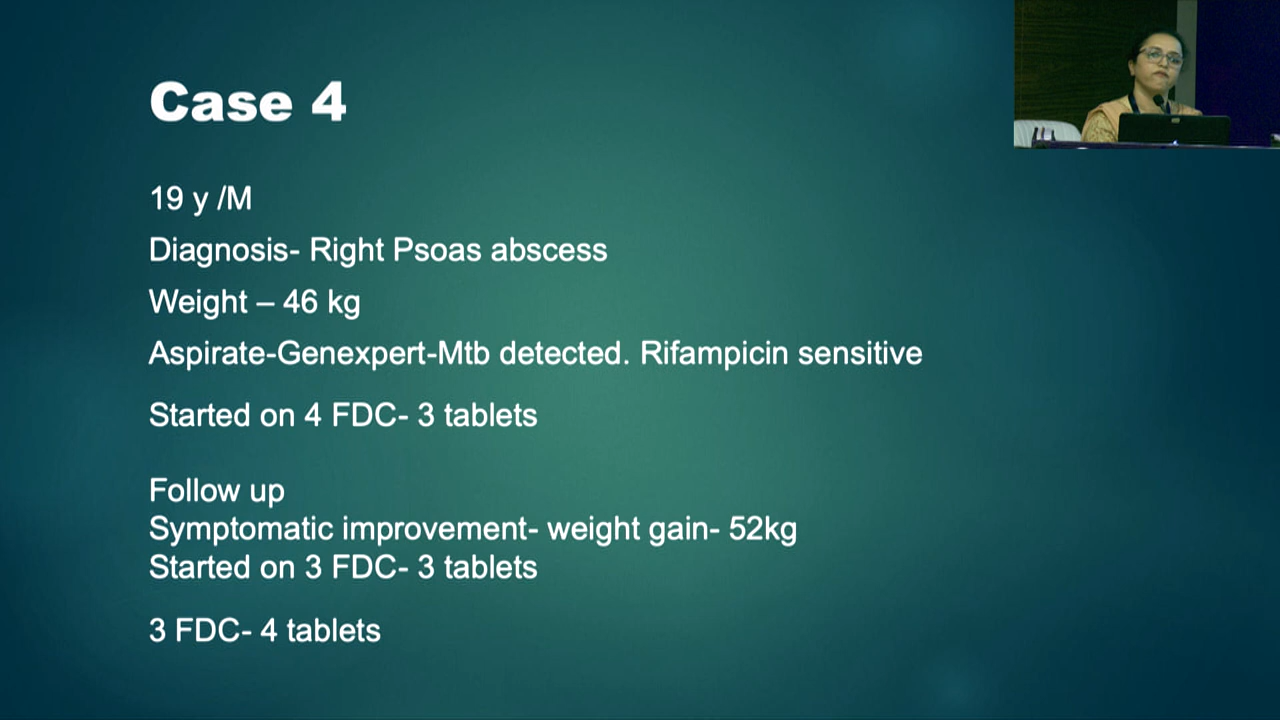 Case 4
19 y /M
Diagnosis- Right Psoas abscess
Weight – 46 kg
Aspirate-Genexpert-Mtb detected. Rifampicin sensitive
Started on 4 FDC- 3 tablets
Follow up
Symptomatic improvement- weight gain- 52kg
Started on 3 FDC- 3 tablets
3 FDC- 4 tablets